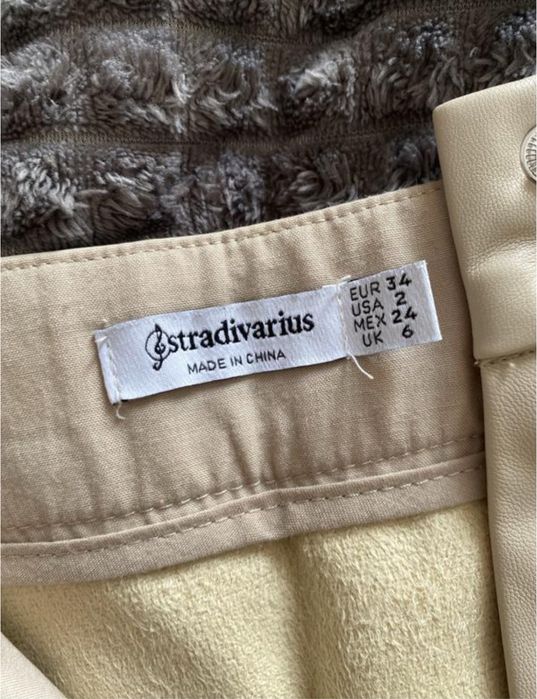 stradivarius
MADE IN CHINA
EUR 34
USA 2
MEX 24
UK 6